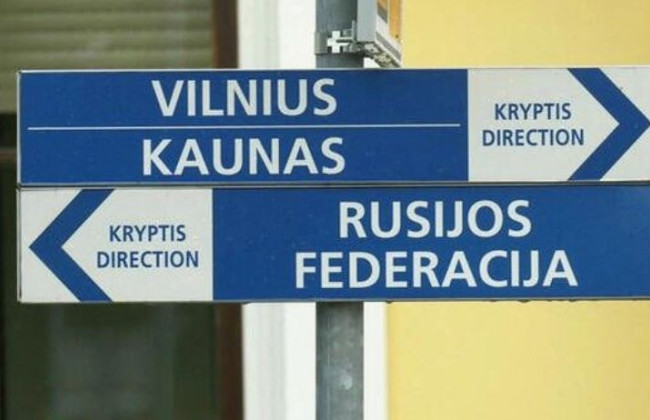 VILNIUS
KAUNAS
KRYPTIS
DIRECTION
KRYPTIS
DIRECTION
RUSIJOS
FEDERACIJA